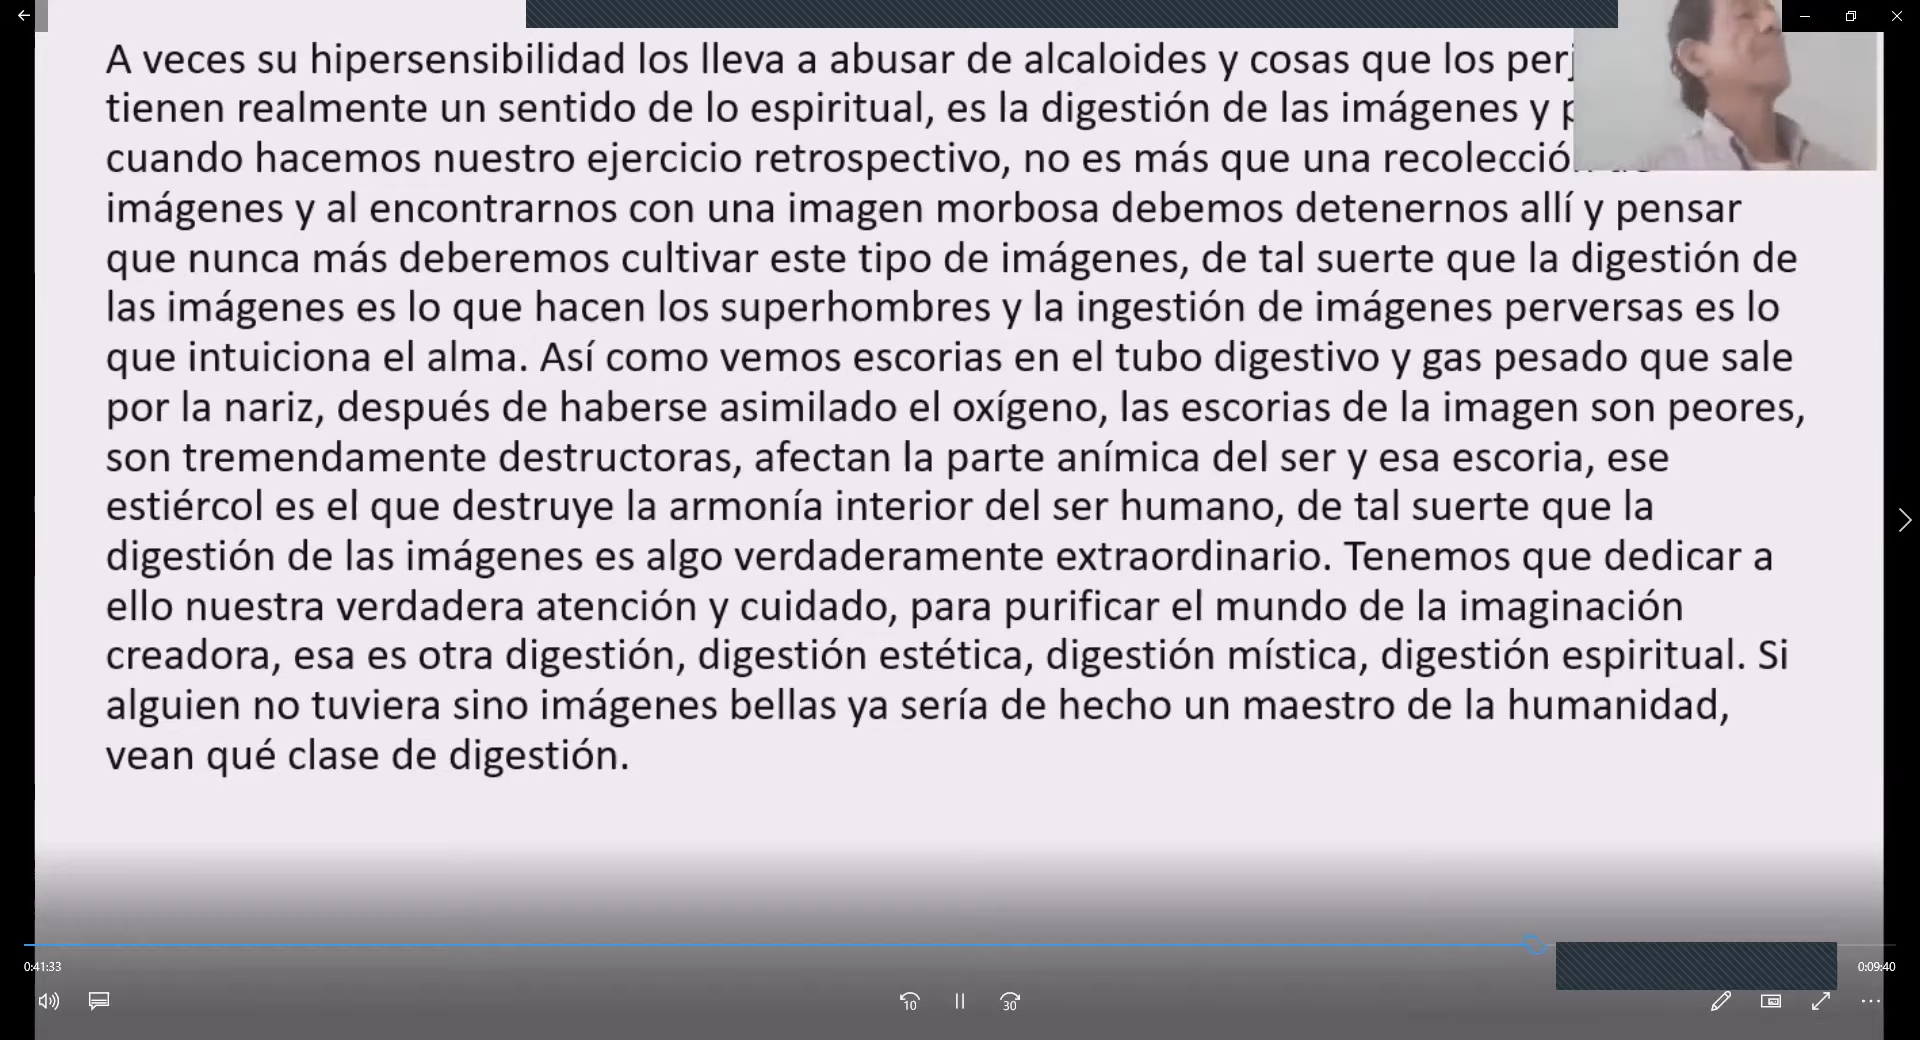 A veces su hipersensibilidad los lleva a abusar de alcaloides y cosas que los
tienen realmente un sentido de lo espiritual, es la digestión de las imágenes y
cuando hacemos nuestro ejercicio retrospectivo, no es más que una
imágenes y al encontrarnos con una imagen morbosa debemos detenernos allí y pensar
que nunca más deberemos cultivar este tipo de imágenes, de tal suerte que la digestión de
las imágenes es lo que hacen los superhombres y la ingestión de imágenes perversas es lo
que intuiciona el alma. Así como vemos escorias en el tubo digestivo y gas pesado que sale
por la nariz, después de haberse asimilado el oxígeno, las escorias de la imagen son peores,
son tremendamente destructoras, afectan la parte anímica del ser y esa escoria, ese
estiércol es el que destruye la armonía interior del ser humano, de tal suerte que la
digestión de las imágenes es algo verdaderamente extraordinario. Tenemos que dedicar a
ello nuestra verdadera atención y cuidado, para purificar el mundo de la imaginación
creadora, esa es otra digestión, digestión estética, digestión mística, digestión espiritual. Si
alguien no tuviera sino imágenes bellas ya sería de hecho un maestro de la humanidad,
vean qué clase de digestión.
0:41:33
0:09:40
10
30